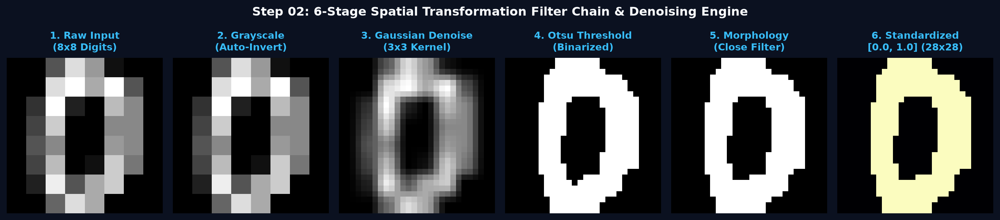 Step 02: 6-Stage Spatial Transformation Filter Chain & Denoising Engine
1. Raw Input
(8x8 Digits)
2. Grayscale
(Auto-Invert)
3. Gaussian Denoise
(3x3 Kernel)
4. Otsu Threshold
(Binarized)
5. Morphology
(Close Filter)
6. Standardized
[0.0, 1.0] (28x28)